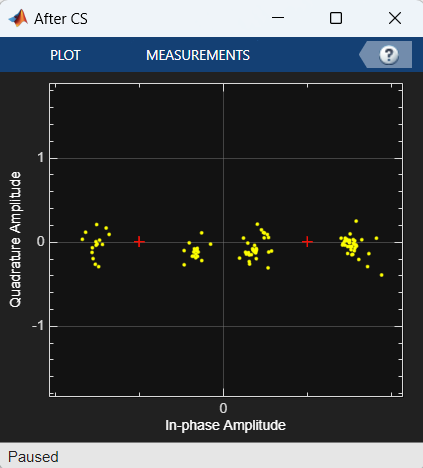 After CS
PLOT
MEASUREMENTS
?
Quadrature Amplitude
1
0
-1
0
In-phase Amplitude
Paused